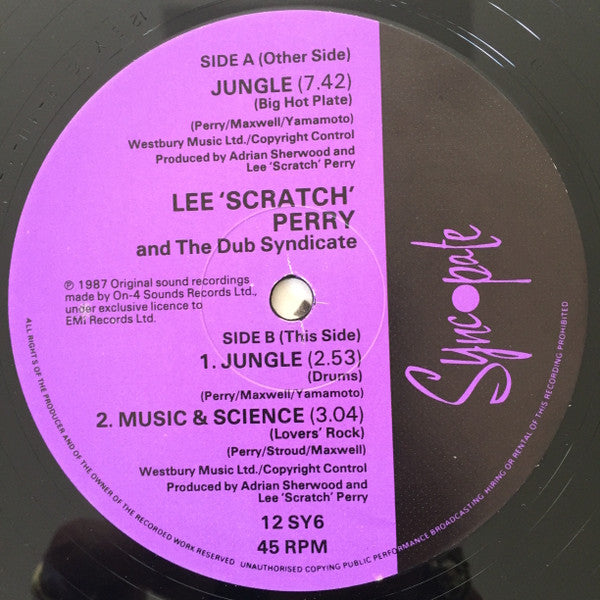 SIDE A (Other Side)
JUNGLE (7.42)
(Big Hot Plate)
(Perry/Maxwell/Yamamoto)
Westbury Music Ltd./Copyright Control
Produced by Adrian Sherwood and
Lee 'Scratch' Perry
LEE 'SCRATCH'
PERRY
and The Dub Syndicate
℗ 1987 Original sound recordings
made by On-4 Sounds Records Ltd.,
under exclusive licence to
EMI Records Ltd.
SIDE B (This Side)
1. JUNGLE (2.53)
(Drums)
(Perry/Maxwell/Yamamoto)
2. MUSIC & SCIENCE (3.04)
(Lovers' Rock)
(Perry/Stroud/Maxwell)
Westbury Music Ltd./Copyright Control
Produced by Adrian Sherwood and
Lee 'Scratch' Perry
12 SY6
45 RPM
Syncopate
ALL RIGHTS OF THE PRODUCER AND OF THE OWNER OF THE RECORDED WORK RESERVED UNAUTHORISED COPYING PUBLIC PERFORMANCE BROADCASTING HIRING OR RENTAL OF THIS RECORDING PROHIBITED